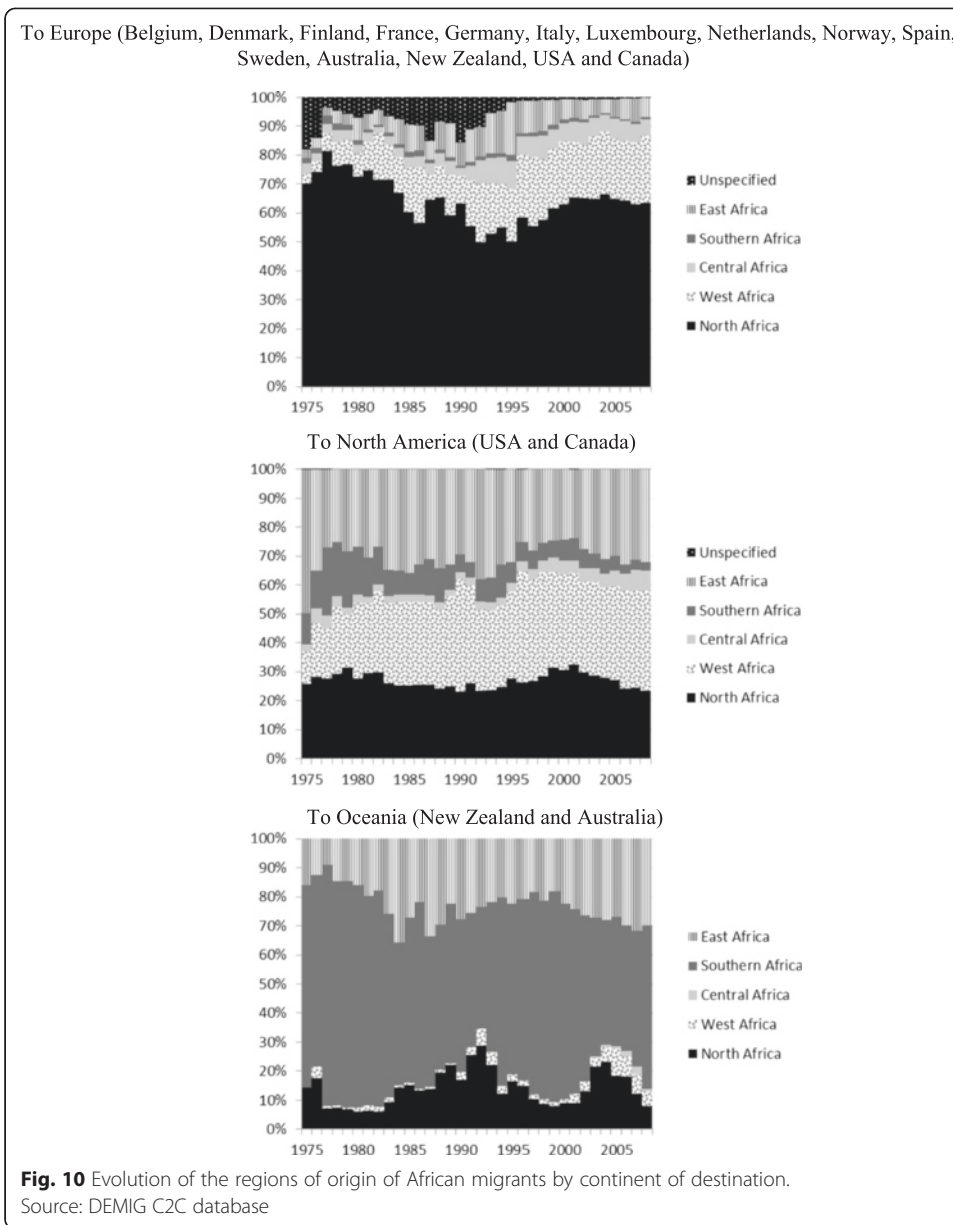 To Europe (Belgium, Denmark, Finland, France, Germany, Italy, Luxembourg, Netherlands, Norway, Spain,
Sweden, Australia, New Zealand, USA and Canada)
100%
90%
80%
70%
60%
50%
40%
30%
20%
10%
0%
1975 1980 1985 1990 1995 2000 2005
Unspecified
East Africa
Southern Africa
Central Africa
West Africa
North Africa
To North America (USA and Canada)
100%
90%
80%
70%
60%
50%
40%
30%
20%
10%
0%
1975 1980 1985 1990 1995 2000 2005
Unspecified
East Africa
Southern Africa
Central Africa
West Africa
North Africa
To Oceania (New Zealand and Australia)
100%
90%
80%
70%
60%
50%
40%
30%
20%
10%
0%
1975 1980 1985 1990 1995 2000 2005
East Africa
Southern Africa
Central Africa
West Africa
North Africa
Fig. 10 Evolution of the regions of origin of African migrants by continent of destination.
Source: DEMIG C2C database